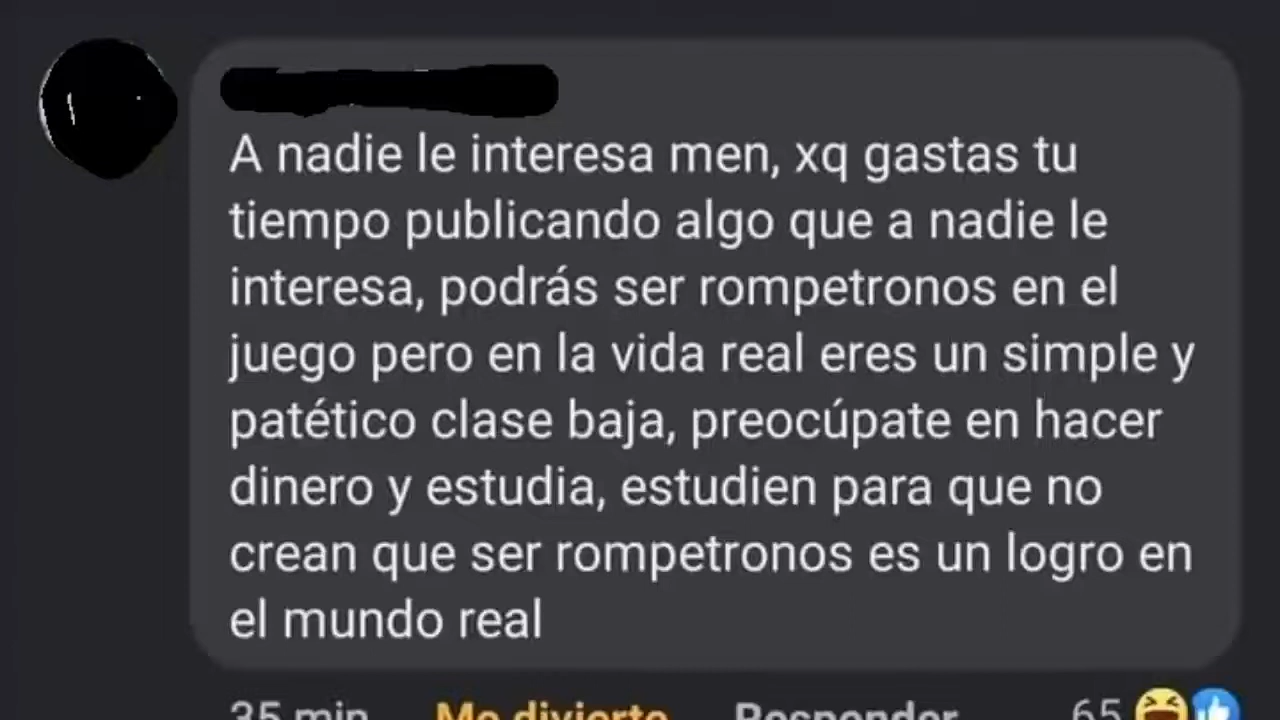 A nadie le interesa men, xq gastas tu
tiempo publicando algo que a nadie le
interesa, podrás ser rompetronos en el
juego pero en la vida real eres un simple y
patético clase baja, preocúpate en hacer
dinero y estudia, estudien para que no
crean que ser rompetronos es un logro en
el mundo real
35 min Me divierte Responder 65